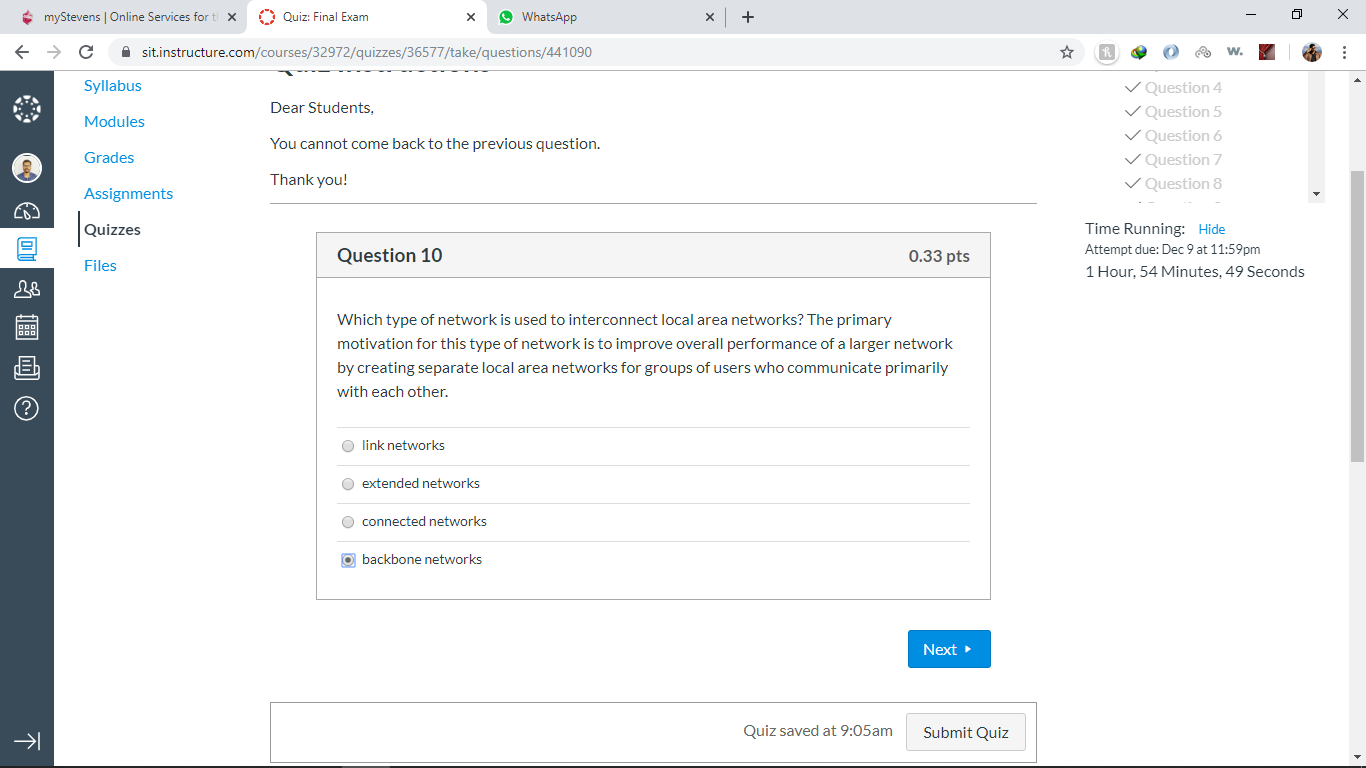 myStevens | Online Services for t
Quiz: Final Exam
WhatsApp
sit.instructure.com/courses/32972/quizzes/36577/take/questions/441090
Syllabus
Modules
Grades
Assignments
Quizzes
Files
Quiz Instructions
Dear Students,
You cannot come back to the previous question.
Thank you!
Question 4
Question 5
Question 6
Question 7
Question 8
Time Running: Hide
Attempt due: Dec 9 at 11:59pm
1 Hour, 54 Minutes, 49 Seconds
Question 10
0.33 pts
Which type of network is used to interconnect local area networks? The primary
motivation for this type of network is to improve overall performance of a larger network
by creating separate local area networks for groups of users who communicate primarily
with each other.
link networks
extended networks
connected networks
backbone networks
Next
Quiz saved at 9:05am
Submit Quiz